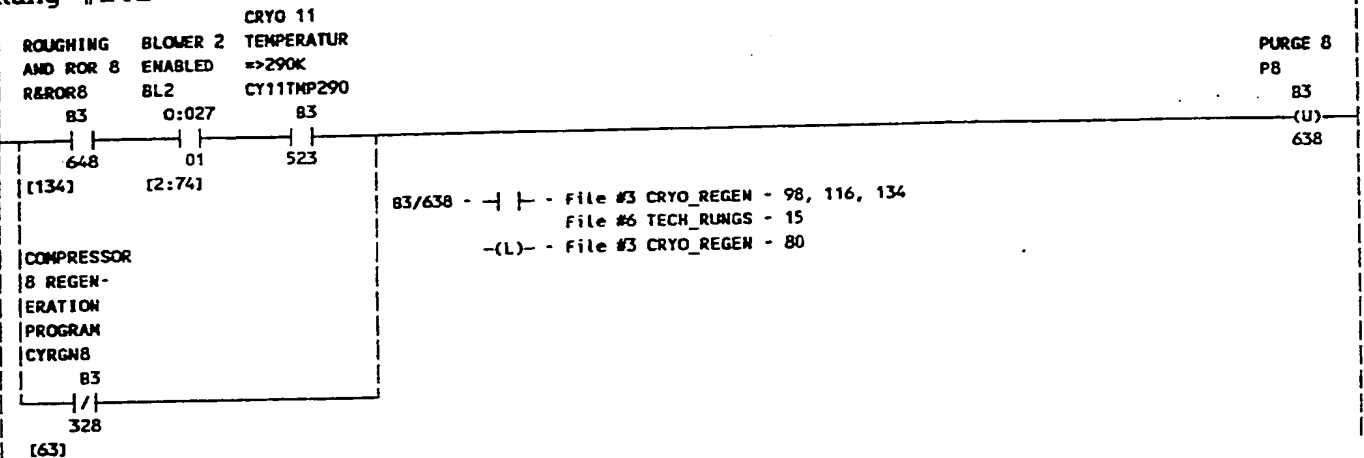 CRYO 11
ROUGHING BLOWER 2 TEMPERATUR PURGE 8
AND ROR 8 ENABLED =>290K P8
R&ROR8 BL2 CY11TMP290 B3
B3 O:027 B3 (U)
648 01 523 638
[134] [2:74]
B3/638 - ┤ ├ - File #3 CRYO_REGEN - 98, 116, 134
File #6 TECH_RUNGS - 15
-(L)- - File #3 CRYO_REGEN - 80
COMPRESSOR
8 REGEN-
ERATION
PROGRAM
CYRGN8
B3
328
[63]